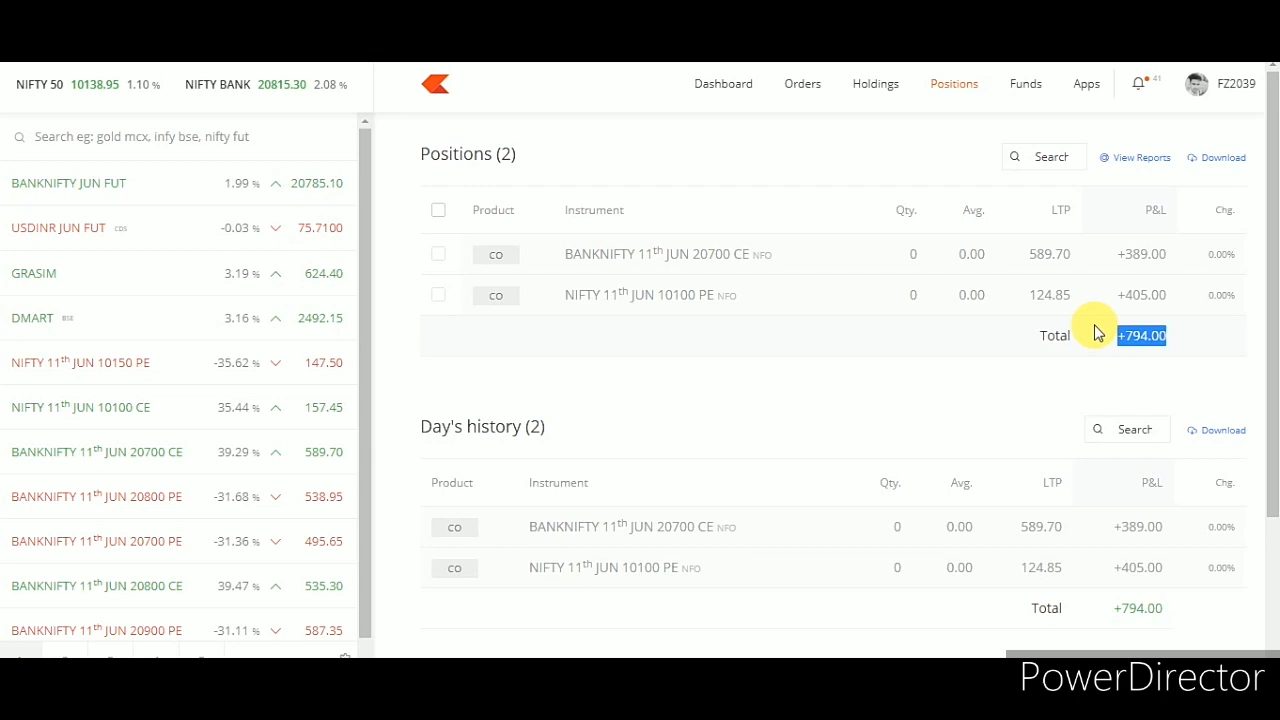 NIFTY 50 10138.95 1.10 % NIFTY BANK 20815.30 2.08 %
Dashboard Orders Holdings Positions Funds Apps 41 FZ2039
Search eg: gold mcx, infy bse, nifty fut
BANKNIFTY JUN FUT 1.99 % 20785.10
USDINR JUN FUT CDS -0.03 % 75.7100
GRASIM 3.19 % 624.40
DMART BSE 3.16 % 2492.15
NIFTY 11th JUN 10150 PE -35.62 % 147.50
NIFTY 11th JUN 10100 CE 35.44 % 157.45
BANKNIFTY 11th JUN 20700 CE 39.29 % 589.70
BANKNIFTY 11th JUN 20800 PE -31.68 % 538.95
BANKNIFTY 11th JUN 20700 PE -31.36 % 495.65
BANKNIFTY 11th JUN 20800 CE 39.47 % 535.30
BANKNIFTY 11th JUN 20900 PE -31.11 % 587.35
Positions (2) Search View Reports Download
Product Instrument Qty. Avg. LTP P&L Chg.
CO BANKNIFTY 11th JUN 20700 CE NFO 0 0.00 589.70 +389.00 0.00%
CO NIFTY 11th JUN 10100 PE NFO 0 0.00 124.85 +405.00 0.00%
Total +794.00
Day's history (2) Search Download
Product Instrument Qty. Avg. LTP P&L Chg.
CO BANKNIFTY 11th JUN 20700 CE NFO 0 0.00 589.70 +389.00 0.00%
CO NIFTY 11th JUN 10100 PE NFO 0 0.00 124.85 +405.00 0.00%
Total +794.00
PowerDirector